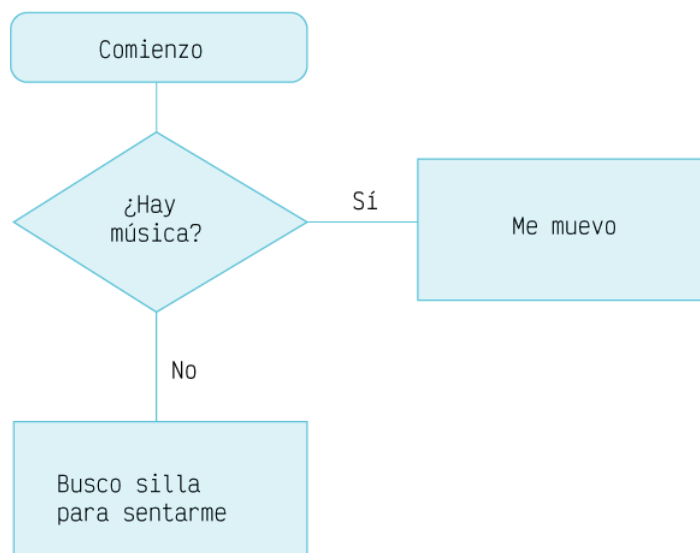 Comienzo
¿Hay
música?
Sí
Me muevo
No
Busco silla
para sentarme